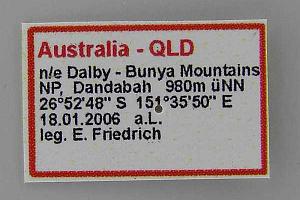 Australia - QLD
n/e Dalby - Bunya Mountains
NP, Dandabah 980m üNN
26°52'48" S 151°35'50" E
18.01.2006 a.L.
leg. E. Friedrich